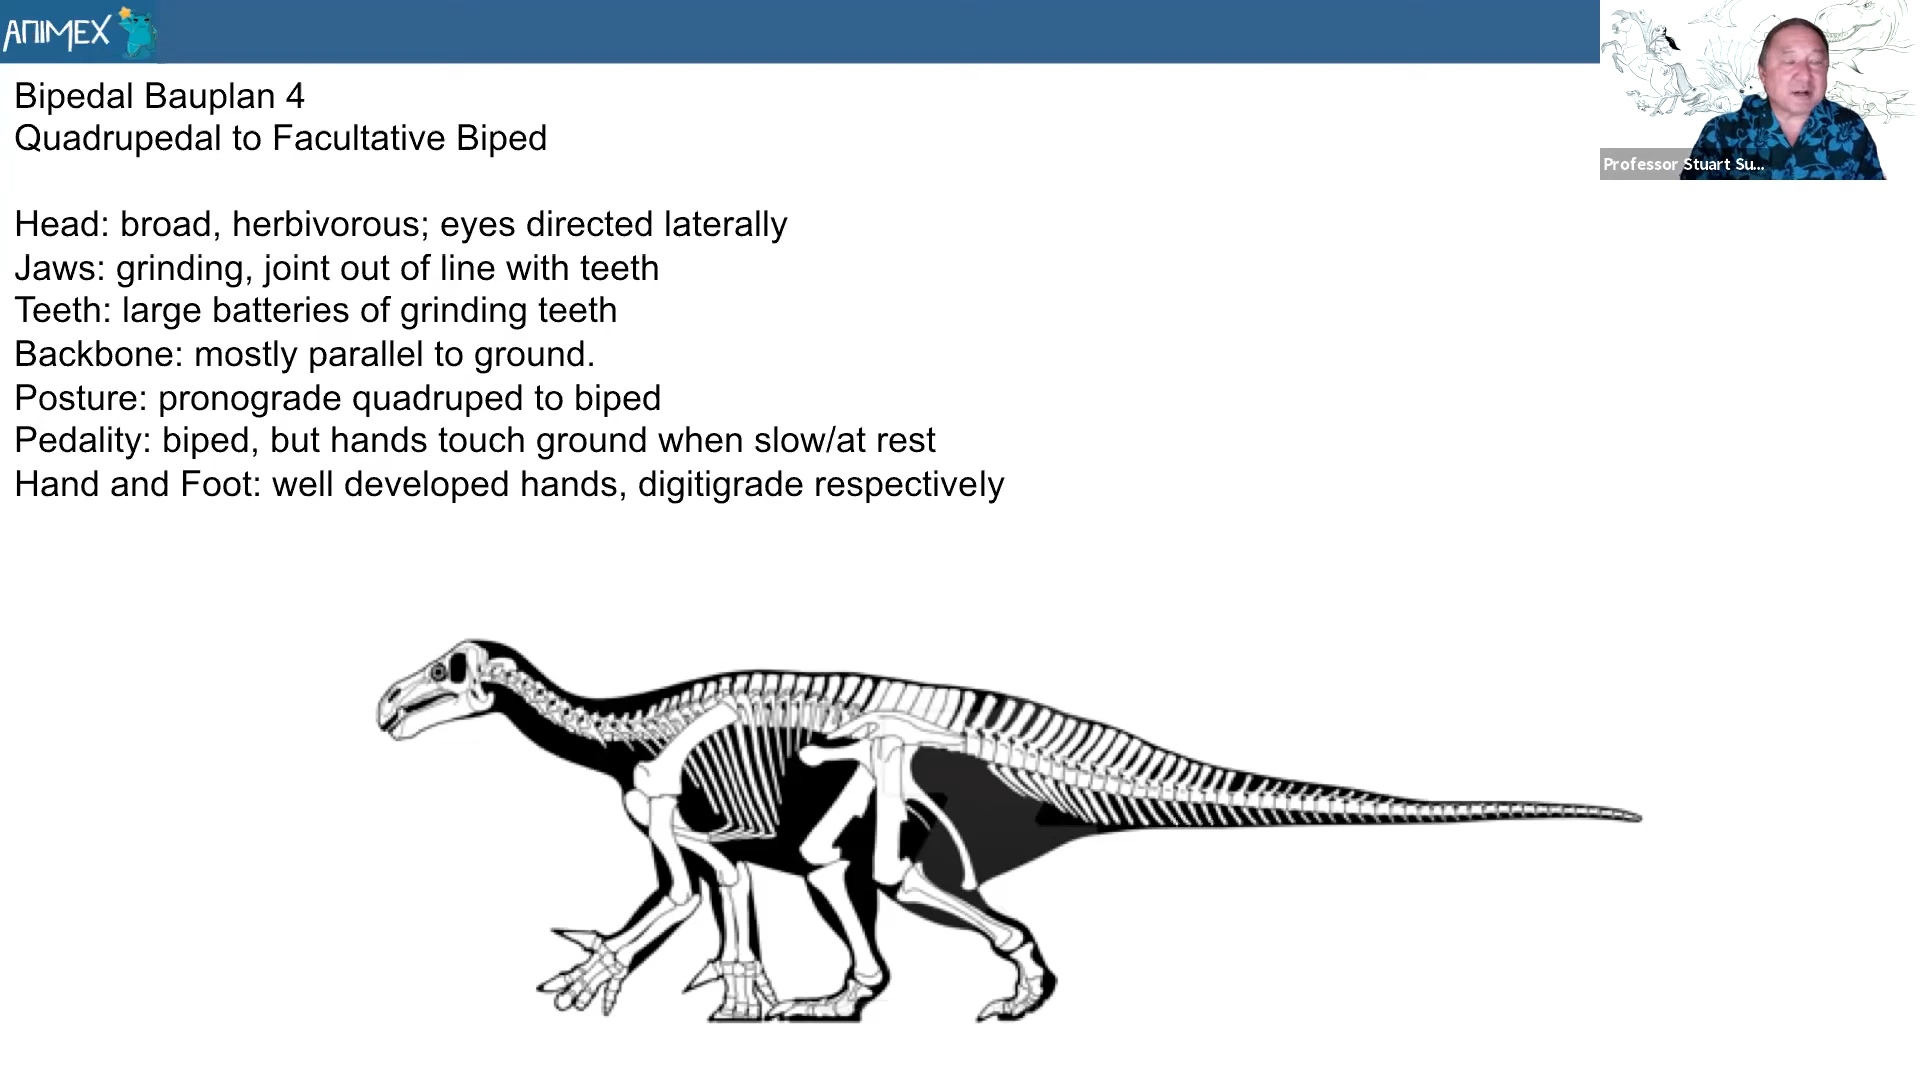 ANIMEX
Bipedal Bauplan 4
Quadrupedal to Facultative Biped
Head: broad, herbivorous; eyes directed laterally
Jaws: grinding, joint out of line with teeth
Teeth: large batteries of grinding teeth
Backbone: mostly parallel to ground.
Posture: pronograde quadruped to biped
Pedality: biped, but hands touch ground when slow/at rest
Hand and Foot: well developed hands, digitigrade respectively
Professor Stuart Su...